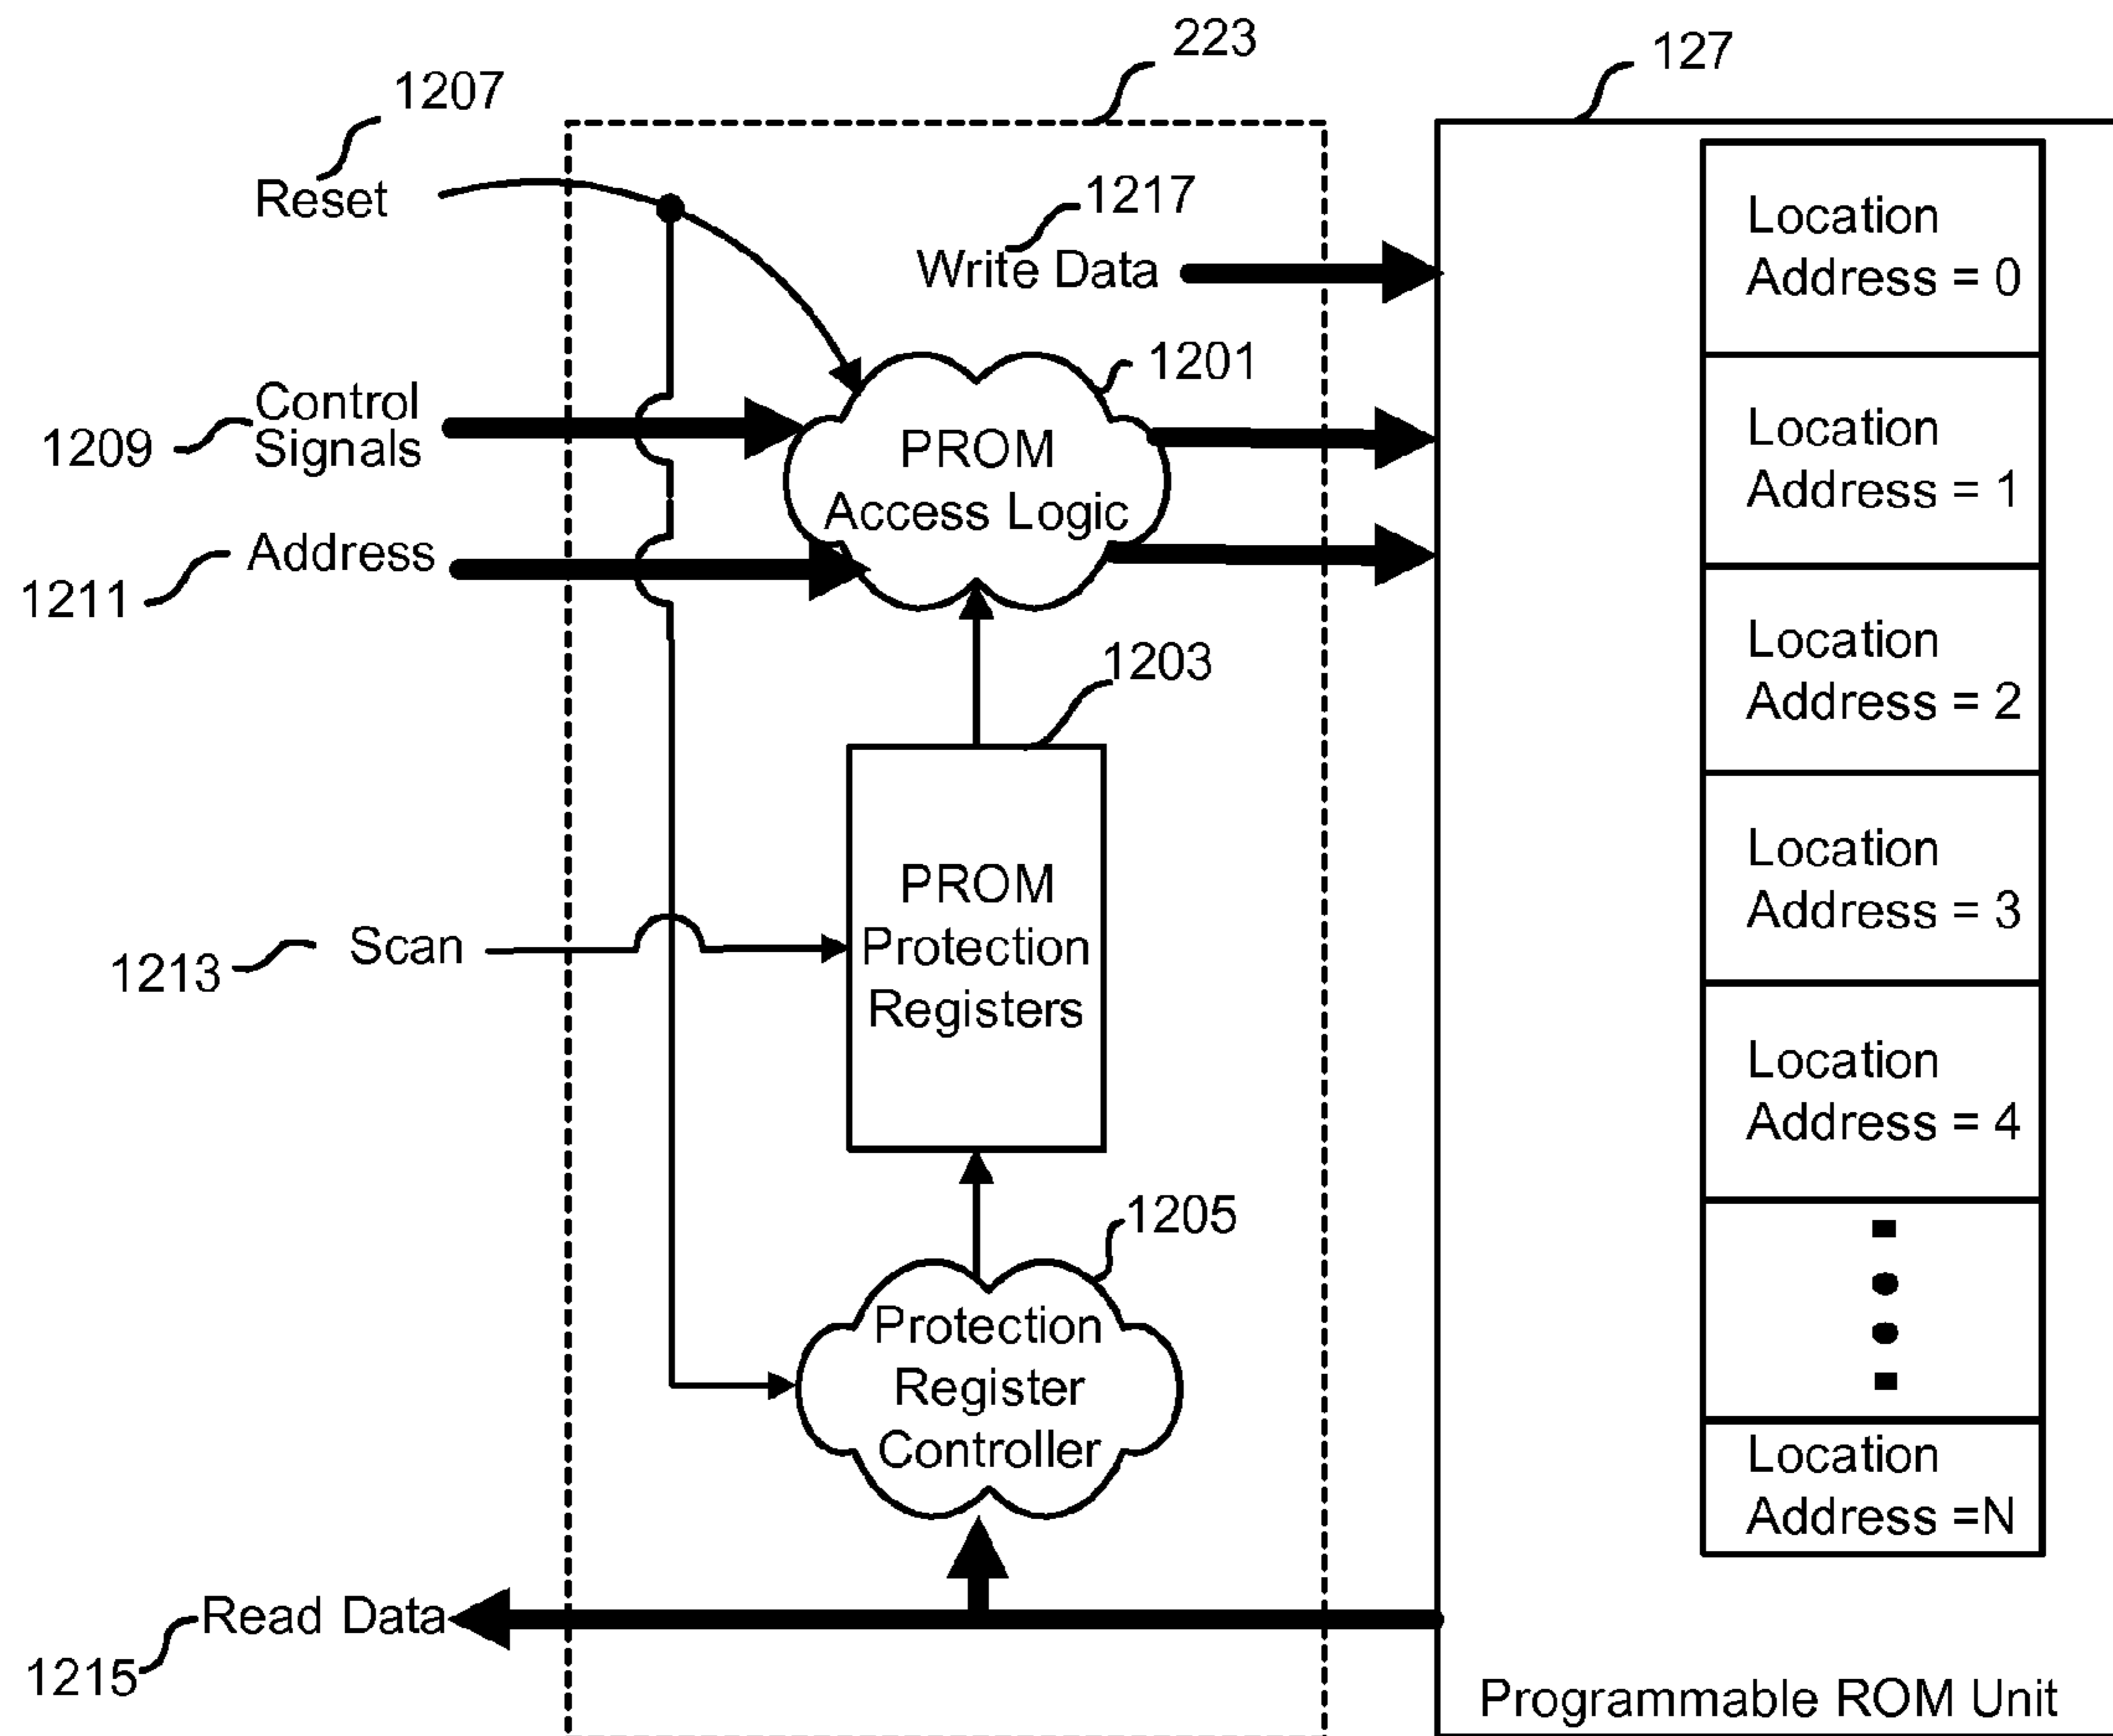 223
127
1207
Reset
1217
Write Data
1201
Control
Signals
1209
PROM
Access Logic
Address
1211
1203
PROM
Protection
Registers
Scan
1213
1205
Protection
Register
Controller
Read Data
1215
Location
Address = 0
Location
Address = 1
Location
Address = 2
Location
Address = 3
Location
Address = 4
Location
Address =N
Programmable ROM Unit